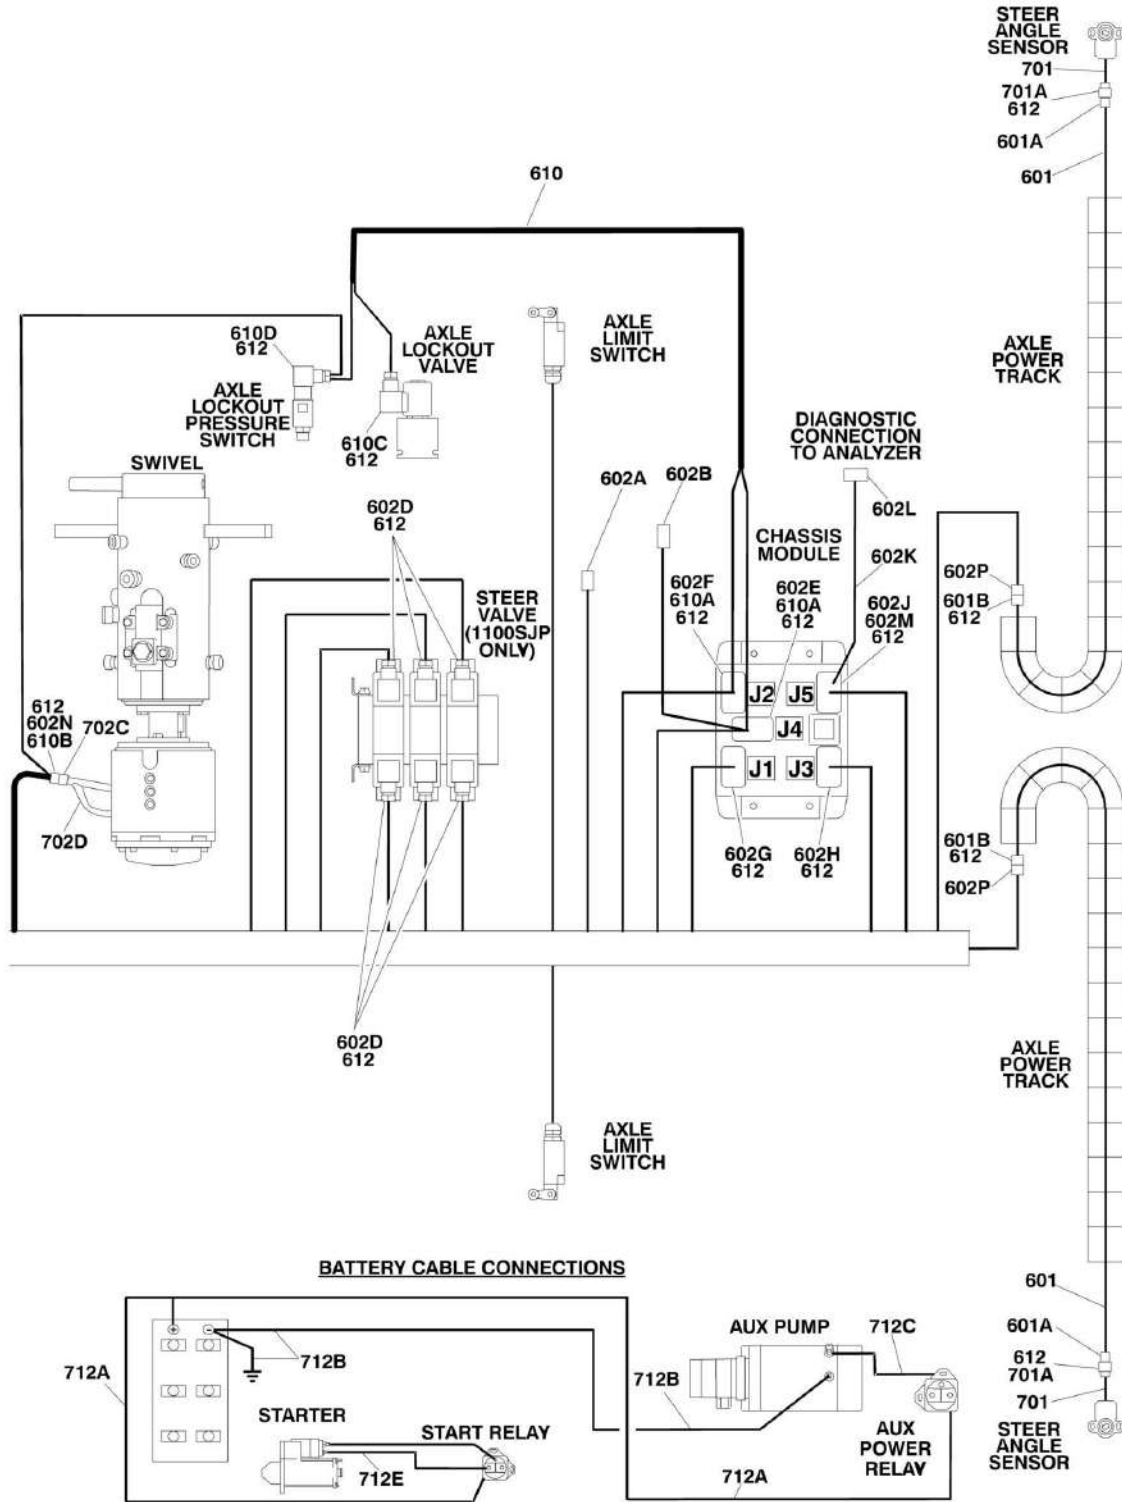 STEER
ANGLE
SENSOR
701
701A
612
601A
601
610
AXLE
POWER
TRACK
610D
612
AXLE
LOCKOUT
VALVE
AXLE
LIMIT
SWITCH
AXLE
LOCKOUT
PRESSURE
SWITCH
610C
612
DIAGNOSTIC
CONNECTION
TO ANALYZER
SWIVEL
602A
602B
602L
602D
612
CHASSIS
MODULE
602K
602F
610A
612
602E
610A
612
602J
602M
612
602P
601B
612
STEER
VALVE
(1100SJP
ONLY)
J2
J5
J4
J1
J3
612
602N
610B
702C
702D
602G
612
602H
612
601B
612
602P
602D
612
AXLE
POWER
TRACK
AXLE
LIMIT
SWITCH
BATTERY CABLE CONNECTIONS
601
601A
612
701A
701
STEER
ANGLE
SENSOR
+
-
712A
712B
AUX PUMP
712C
712B
STARTER
START RELAY
712E
AUX
POWER
RELAY
712A